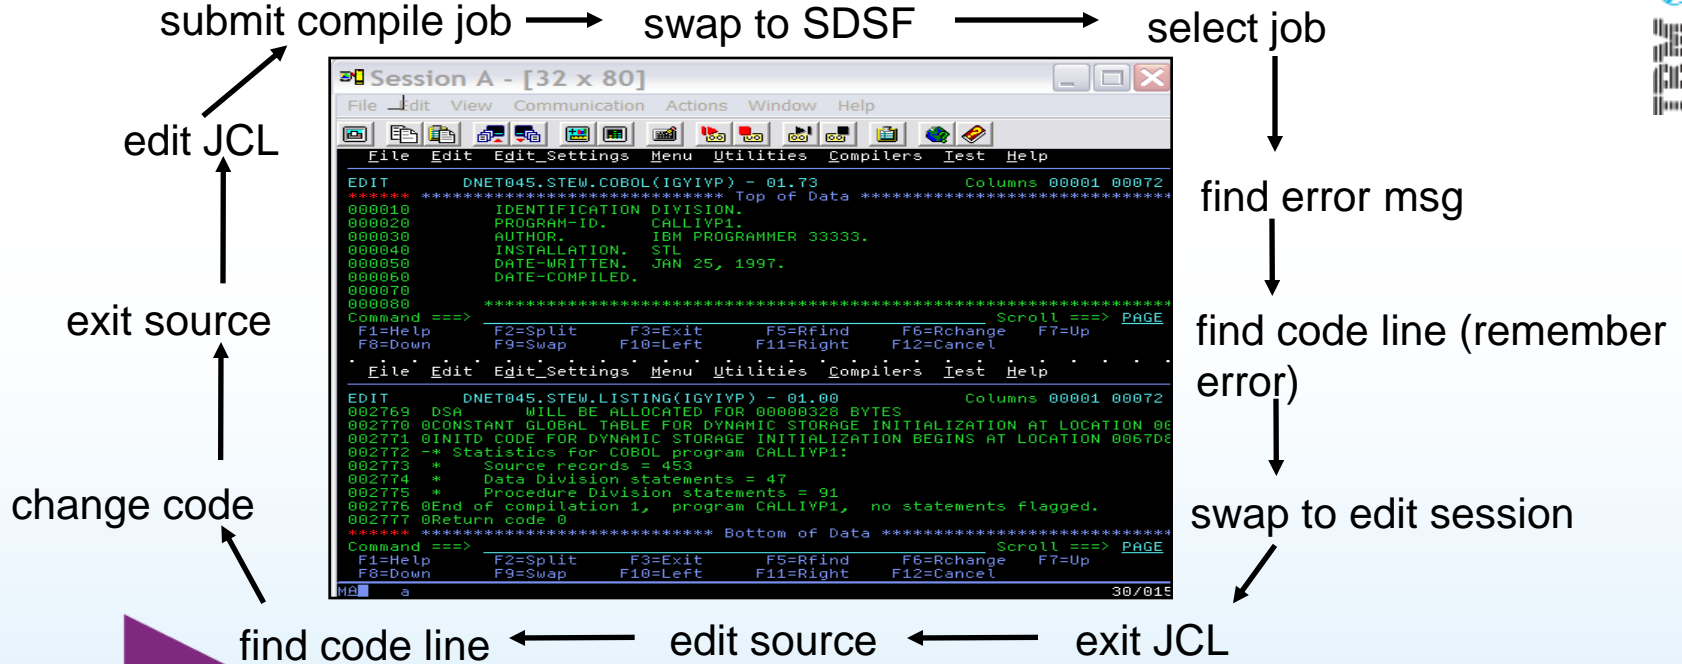 submit compile job
swap to SDSF
select job
Session A - [32 x 80]
File Edit View Communication Actions Window Help
File Edit Edit_Settings Menu Utilities Compilers Test Help
EDIT DNET045.STEW.COBOL(IGYIVP) - 01.73 Columns 00001 00072
****** **************************** Top of Data ******************************
000010 IDENTIFICATION DIVISION.
000020 PROGRAM-ID. CALLIVP1.
000030 AUTHOR. IBM PROGRAMMER 33333.
000040 INSTALLATION. STL
000050 DATE-WRITTEN. JAN 25, 1997.
000060 DATE-COMPILED.
000070
000080 ******************************************************************
Command ===> Scroll ===> PAGE
F1=Help F2=Split F3=Exit F5=Rfind F6=Rchange F7=Up
F8=Down F9=Swap F10=Left F11=Right F12=Cancel
. . . . . . . . . . . . . . . . . . . . . . . . . . . . . . .
File Edit Edit_Settings Menu Utilities Compilers Test Help
EDIT DNET045.STEW.LISTING(IGYIVP) - 01.00 Columns 00001 00072
002769 DSA WILL BE ALLOCATED FOR 00000328 BYTES
002770 0CONSTANT GLOBAL TABLE FOR DYNAMIC STORAGE INITIALIZATION AT LOCATION 00
002771 0INITD CODE FOR DYNAMIC STORAGE INITIALIZATION BEGINS AT LOCATION 0067D8
002772 -* Statistics for COBOL program CALLIVP1:
002773 * Source records = 453
002774 * Data Division statements = 47
002775 * Procedure Division statements = 91
002776 0End of compilation 1, program CALLIVP1, no statements flagged.
002777 0Return code 0
****** *************************** Bottom of Data ****************************
Command ===> Scroll ===> PAGE
F1=Help F2=Split F3=Exit F5=Rfind F6=Rchange F7=Up
F8=Down F9=Swap F10=Left F11=Right F12=Cancel
MA a 30/015
find error msg
find code line (remember
error)
swap to edit session
exit JCL
edit source
find code line
change code
exit source
edit JCL
IBM